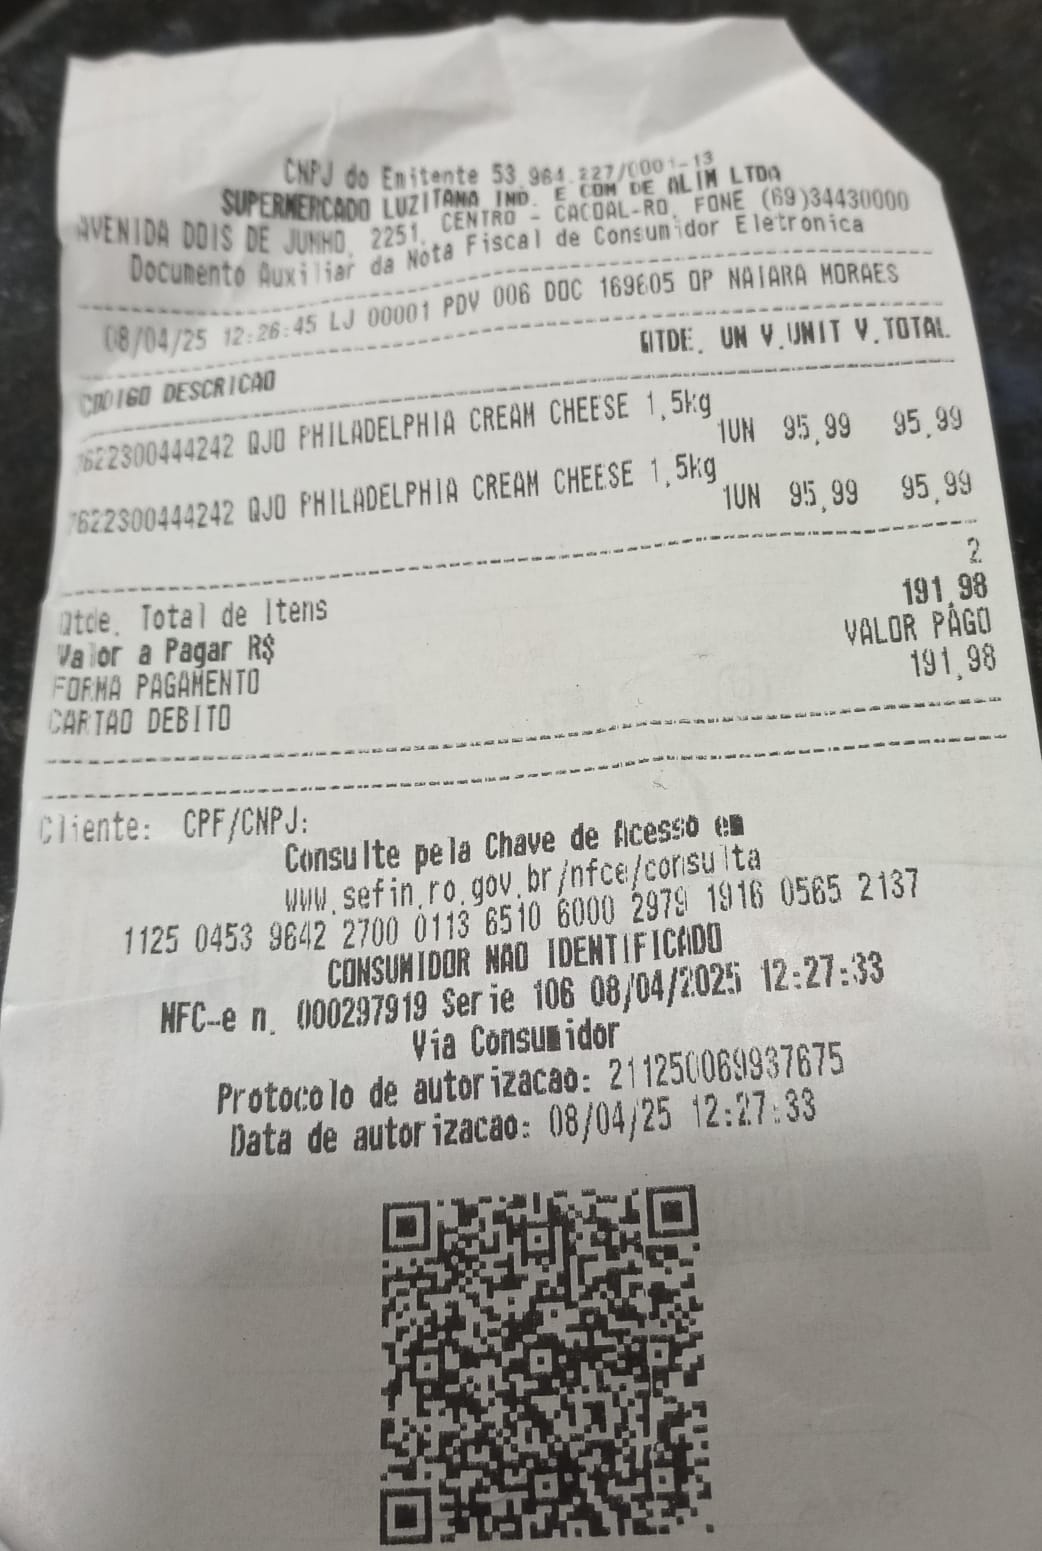 CNPJ do Emitente 53.964.227/0001-13
SUPERMERCADO LUZITANA IND. E COM DE ALIM LTDA
AVENIDA DOIS DE JUNHO, 2251, CENTRO - CACOAL-RO, FONE (69)34430000
Documento Auxiliar da Nota Fiscal de Consumidor Eletronica
08/04/25 12:26:45 LJ 00001 PDV 006 DOC 169605 OP NAIARA MORAES
CODIGO DESCRICAO QTDE. UN V.UNIT V.TOTAL
7622300444242 QJO PHILADELPHIA CREAM CHEESE 1,5kg
1UN 95,99 95,99
7622300444242 QJO PHILADELPHIA CREAM CHEESE 1,5kg
1UN 95,99 95,99
Qtde. Total de Itens 2
Valor a Pagar R$ 191,98
FORMA PAGAMENTO VALOR PAGO
CARTAO DEBITO 191,98
Cliente: CPF/CNPJ:
Consulte pela Chave de Acesso em
www.sefin.ro.gov.br/nfce/consulta
1125 0453 9642 2700 0113 6510 6000 2979 1916 0565 2137
CONSUMIDOR NAO IDENTIFICADO
NFC-e n. 000297919 Serie 106 08/04/2025 12:27:33
Via Consumidor
Protocolo de autorizacao: 211250069937675
Data de autorizacao: 08/04/25 12:27:33